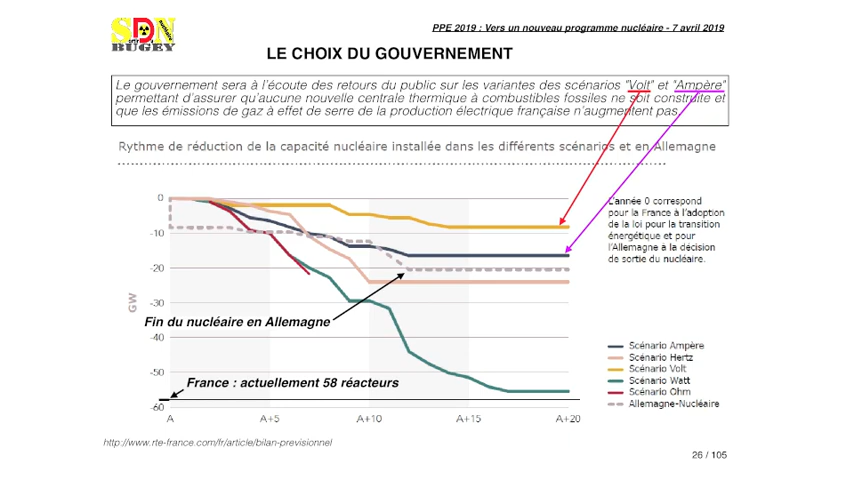 SDN
BUGEY
PPE 2019 : Vers un nouveau programme nucléaire - 7 avril 2019
LE CHOIX DU GOUVERNEMENT
Le gouvernement sera à l'écoute des retours du public sur les variantes des scénarios "Volt" et "Ampère"
permettant d'assurer qu'aucune nouvelle centrale thermique à combustibles fossiles ne soit construite et
que les émissions de gaz à effet de serre de la production électrique française n'augmentent pas.
Rythme de réduction de la capacité nucléaire installée dans les différents scénarios et en Allemagne
0
-10
-20
-30
-40
-50
-60
GW
L'année 0 correspond
pour la France à l'adoption
de la loi pour la transition
énergétique et pour
l'Allemagne à la décision
de sortie du nucléaire.
Fin du nucléaire en Allemagne
France : actuellement 58 réacteurs
Scénario Ampère
Scénario Hertz
Scénario Volt
Scénario Watt
Scénario Ohm
Allemagne-Nucléaire
A
A+5
A+10
A+15
A+20
http://www.rte-france.com/fr/article/bilan-previsionnel
26 / 105